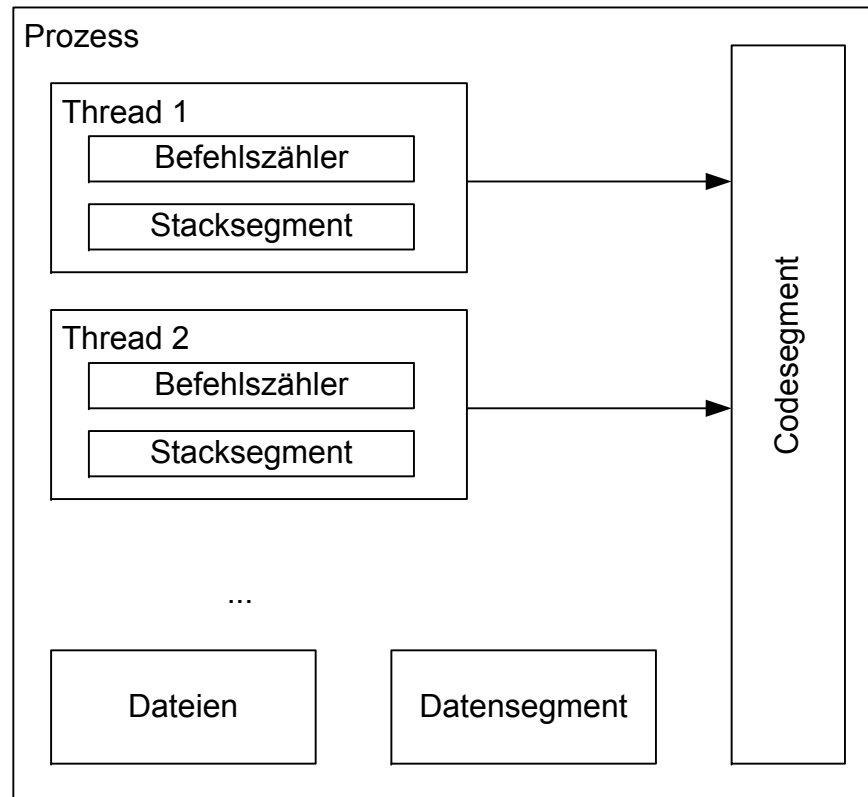 Prozess
Thread 1
Befehlszähler
Stacksegment
Thread 2
Befehlszähler
Stacksegment
...
Dateien
Datensegment
Codesegment